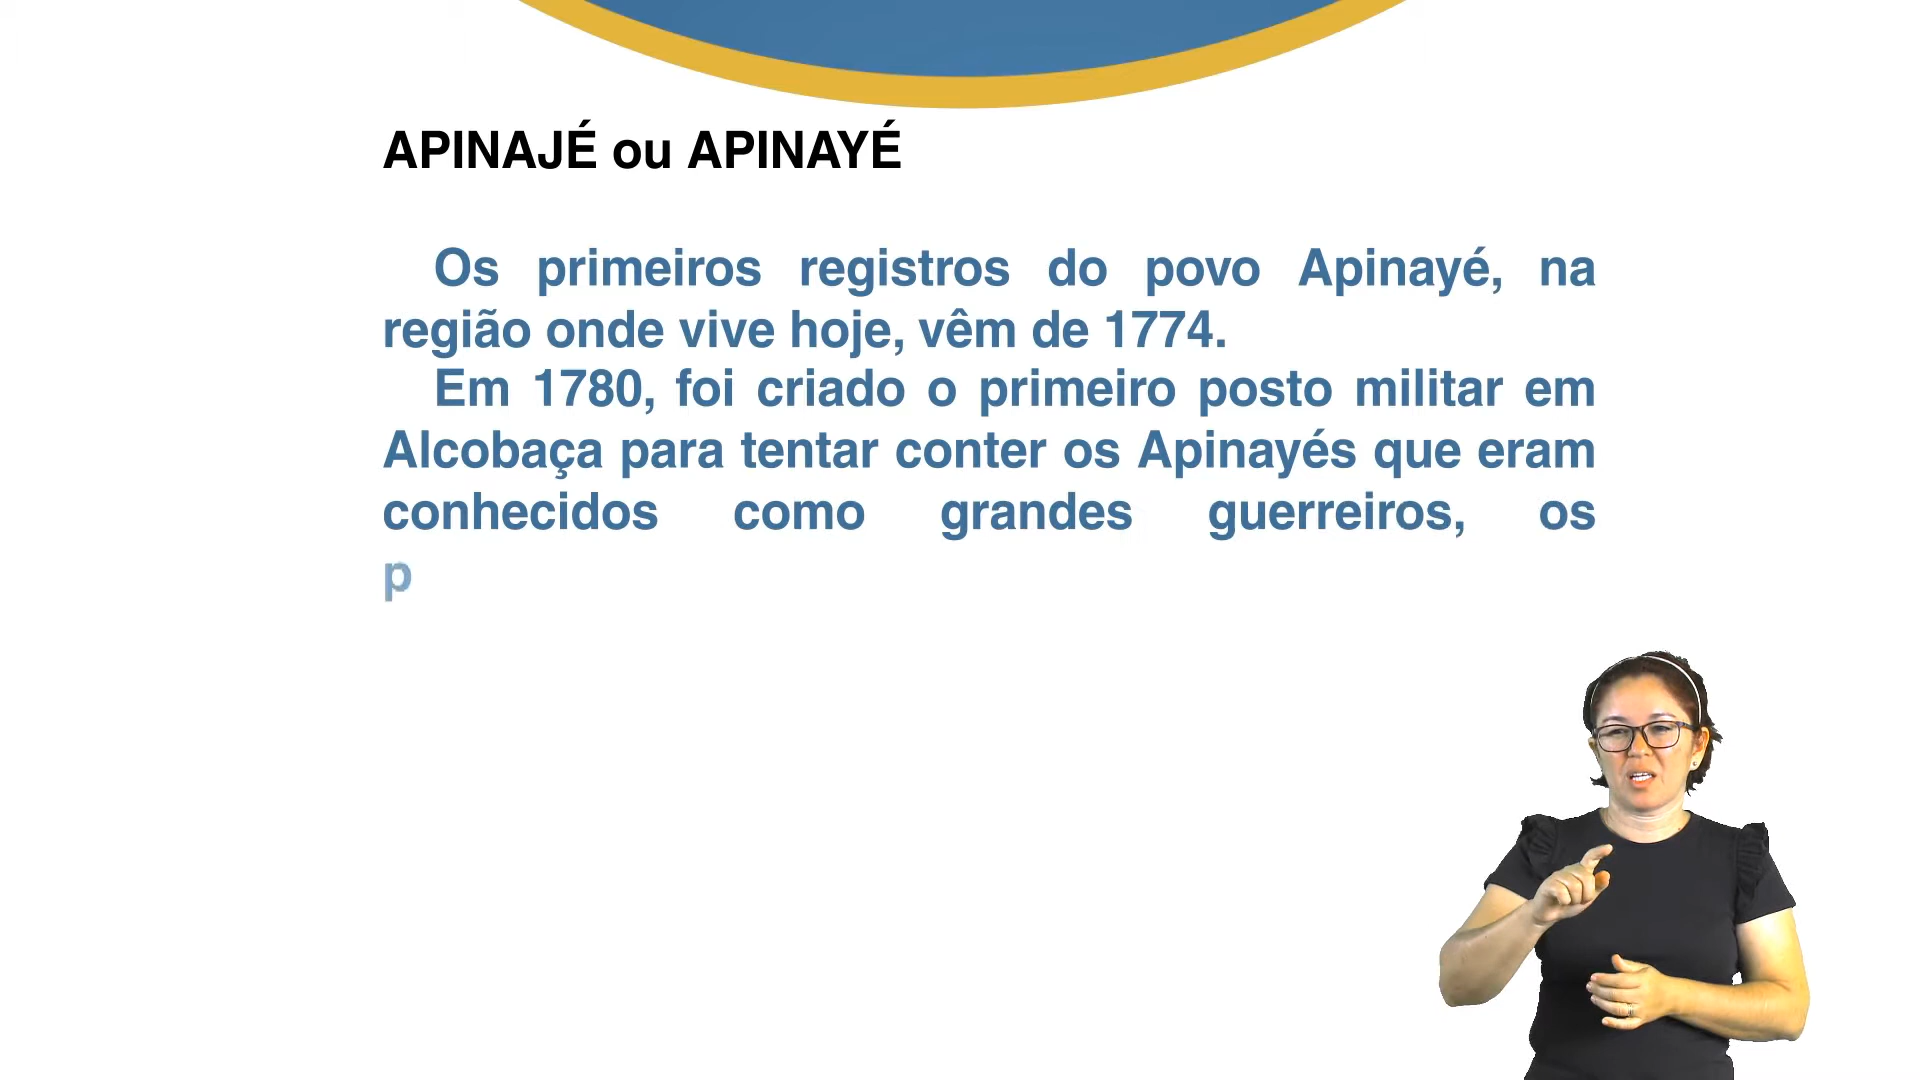 APINAJÉ ou APINAYÉ
Os primeiros registros do povo Apinayé, na
região onde vive hoje, vêm de 1774.
Em 1780, foi criado o primeiro posto militar em
Alcobaça para tentar conter os Apinayés que eram
conhecidos como grandes guerreiros, os
p